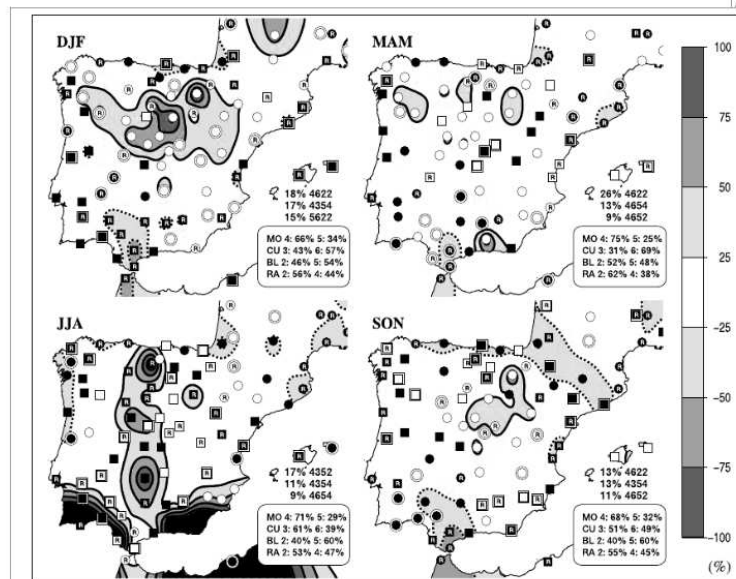 DJF
18% 4622
17% 4354
15% 5622
MO 4: 66% 5: 34%
CU 3: 43% 6: 57%
BL 2: 46% 5: 54%
RA 2: 56% 4: 44%
MAM
26% 4622
13% 4654
9% 4652
MO 4: 75% 5: 25%
CU 3: 31% 6: 69%
BL 2: 52% 5: 48%
RA 2: 62% 4: 38%
JJA
17% 4352
11% 4354
9% 4654
MO 4: 71% 5: 29%
CU 3: 61% 6: 39%
BL 2: 40% 5: 60%
RA 2: 53% 4: 47%
SON
13% 4622
13% 4354
11% 4652
MO 4: 68% 5: 32%
CU 3: 51% 6: 49%
BL 2: 40% 5: 60%
RA 2: 55% 4: 45%
100
75
50
25
-25
-50
-75
-100
(%)